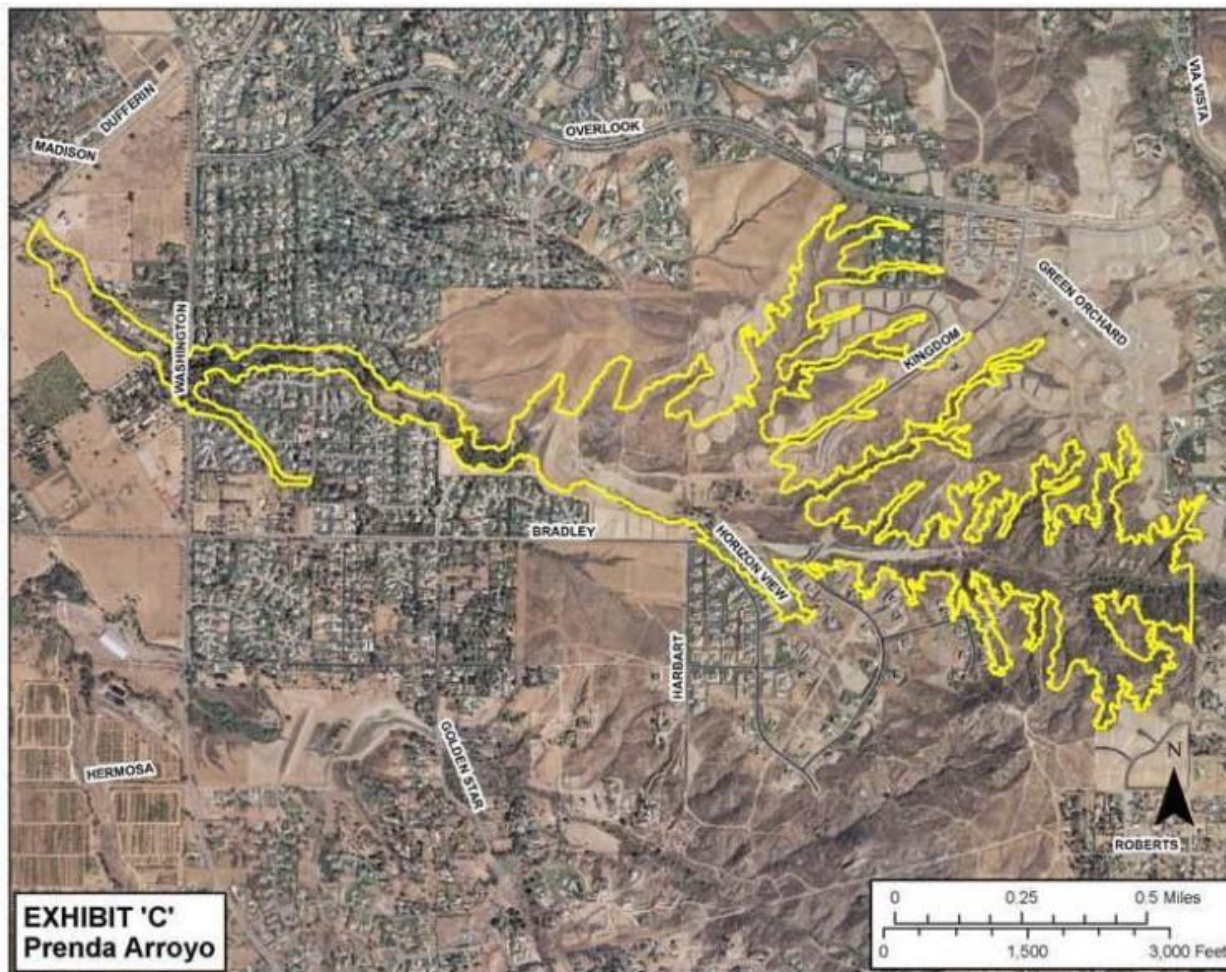 VIA VISTA
DUFFERIN
MADISON
OVERLOOK
GREEN ORCHARD
WASHINGTON
KINGDOM
BRADLEY
HORIZON VIEW
HARBART
GOLDEN STAR
HERMOSA
N
ROBERTS
EXHIBIT 'C'
Prenda Arroyo
0 0.25 0.5 Miles
0 1,500 3,000 Feet